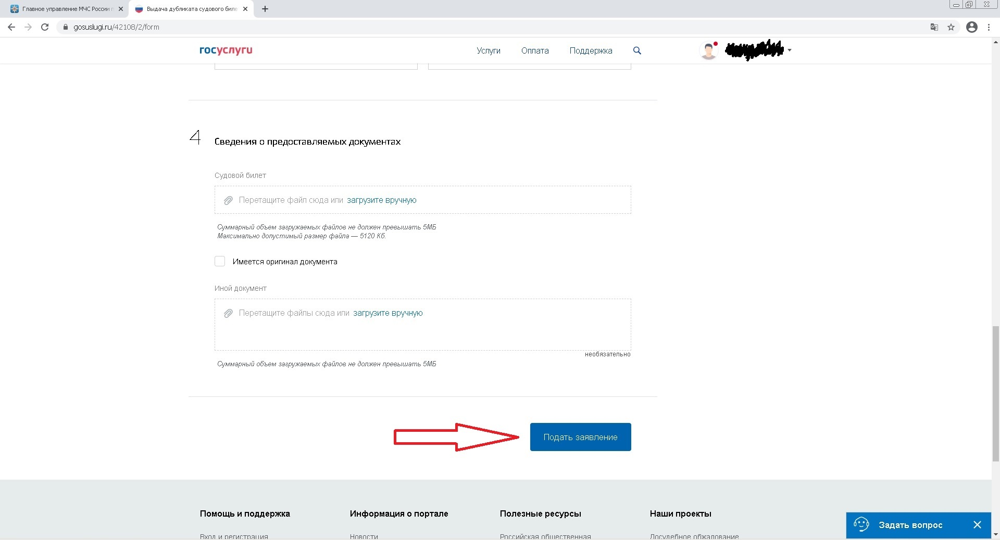 Главное управление МЧС России п
Выдача дубликата судового биле
gosuslugi.ru/42108/2/form
госуслуги
Услуги
Оплата
Поддержка
4
Сведения о предоставляемых документах
Судовой билет
Перетащите файл сюда или загрузите вручную
Суммарный объем загружаемых файлов не должен превышать 5МБ
Максимально допустимый размер файла — 5120 Кб.
Имеется оригинал документа
Иной документ
Перетащите файлы сюда или загрузите вручную
необязательно
Суммарный объем загружаемых файлов не должен превышать 5МБ
Подать заявление
Помощь и поддержка
Информация о портале
Полезные ресурсы
Наши проекты
Вход и регистрация
Новости
Российская общественная
Досудебное обжалование
Задать вопрос